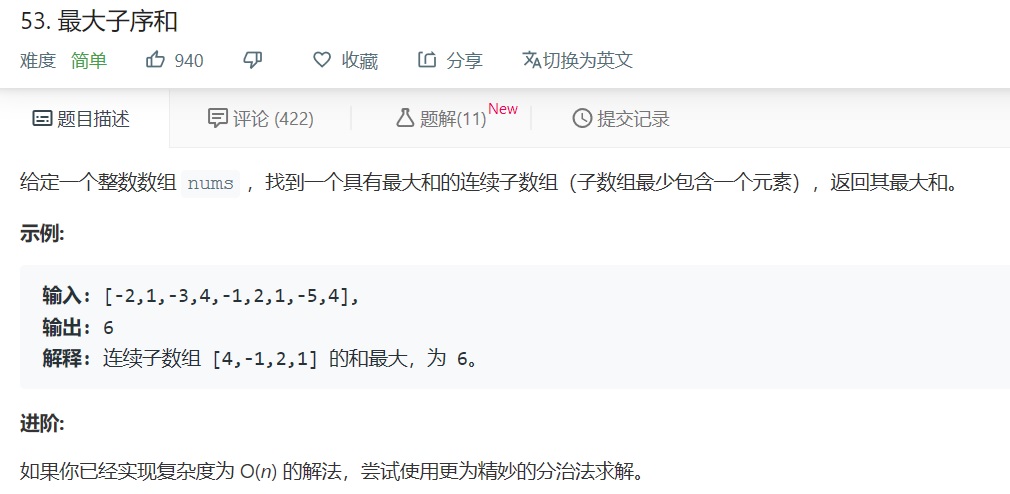 53. 最大子序和
难度 简单 940 收藏 分享 切换为英文
题目描述 评论 (422) 题解(11) New 提交记录
给定一个整数数组 nums ，找到一个具有最大和的连续子数组（子数组最少包含一个元素），返回其最大和。
示例:
输入: [-2,1,-3,4,-1,2,1,-5,4],
输出: 6
解释: 连续子数组 [4,-1,2,1] 的和最大，为 6。
进阶:
如果你已经实现复杂度为 O(n) 的解法，尝试使用更为精妙的分治法求解。